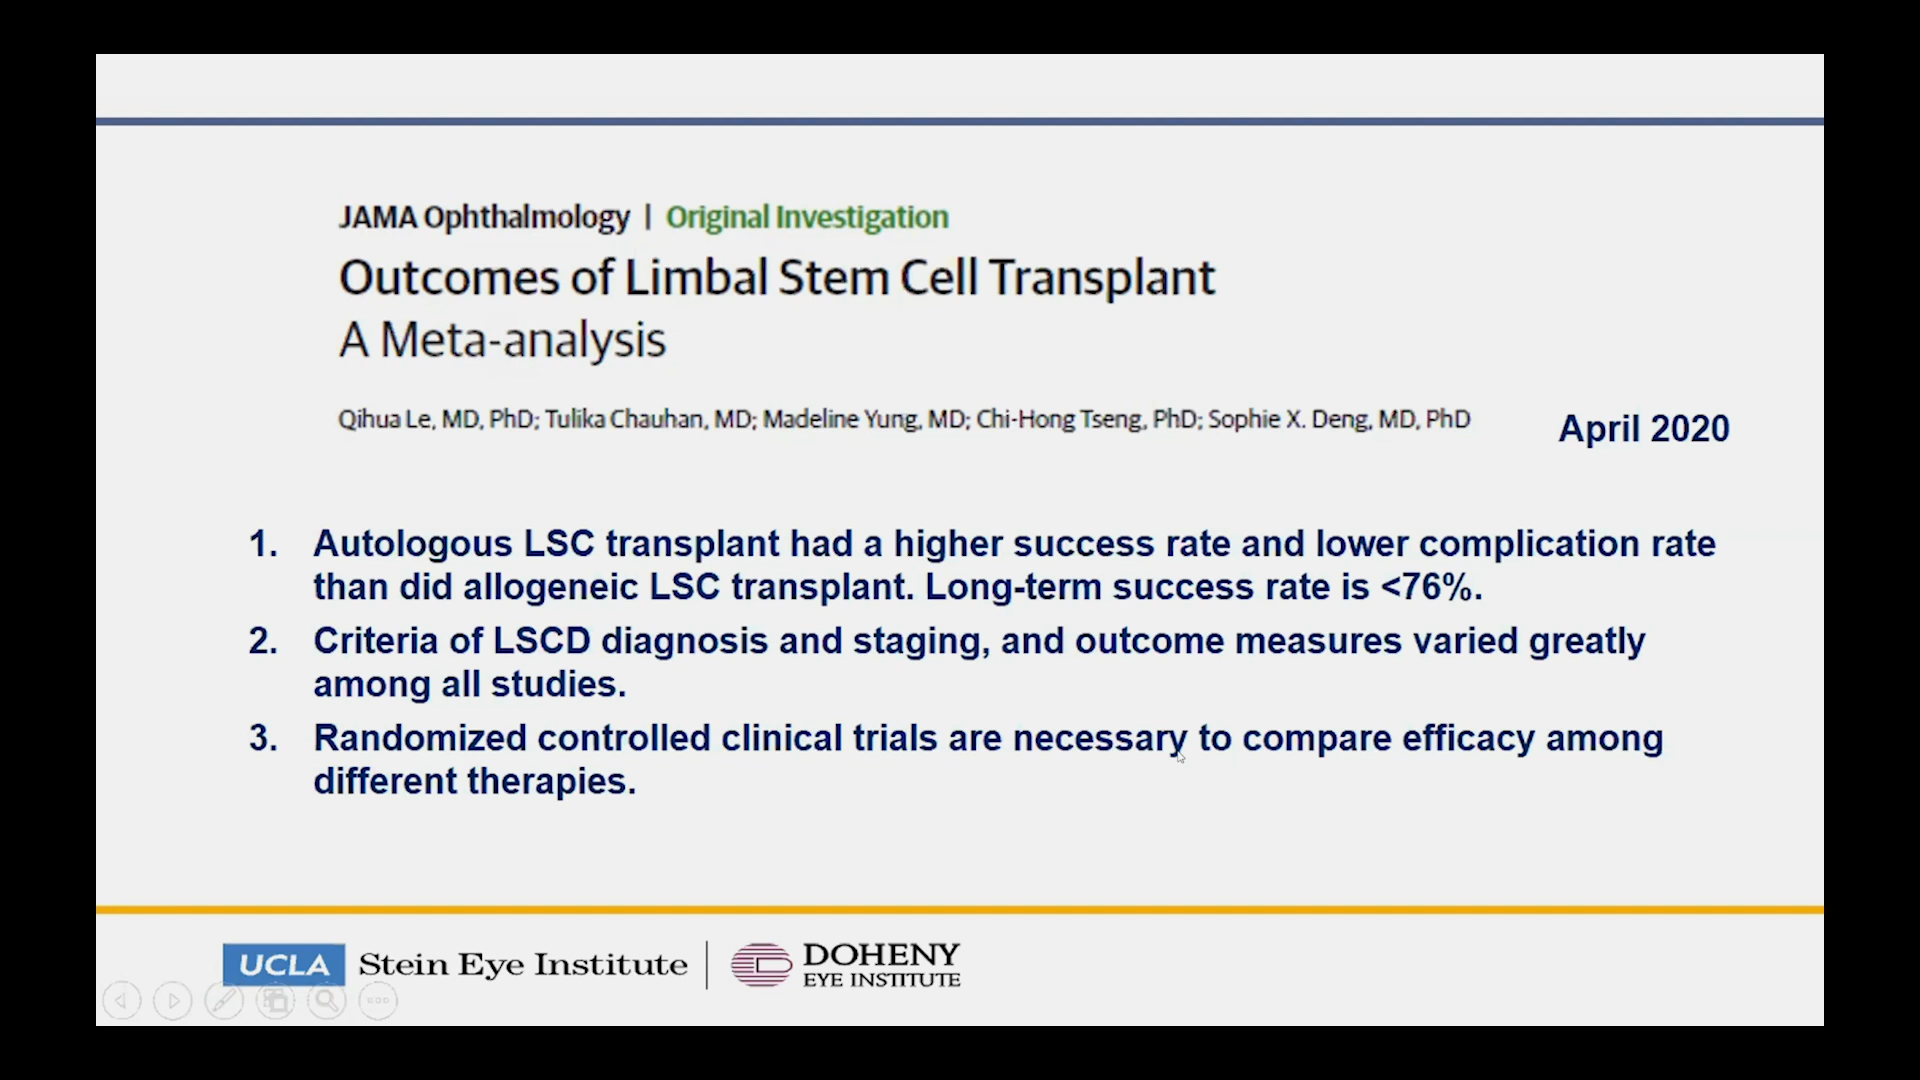 JAMA Ophthalmology | Original Investigation
Outcomes of Limbal Stem Cell Transplant
A Meta-analysis
Qihua Le, MD, PhD; Tulika Chauhan, MD; Madeline Yung, MD; Chi-Hong Tseng, PhD; Sophie X. Deng, MD, PhD
April 2020
1. Autologous LSC transplant had a higher success rate and lower complication rate
than did allogeneic LSC transplant. Long-term success rate is <76%.
2. Criteria of LSCD diagnosis and staging, and outcome measures varied greatly
among all studies.
3. Randomized controlled clinical trials are necessary to compare efficacy among
different therapies.
UCLA Stein Eye Institute | DOHENY
EYE INSTITUTE